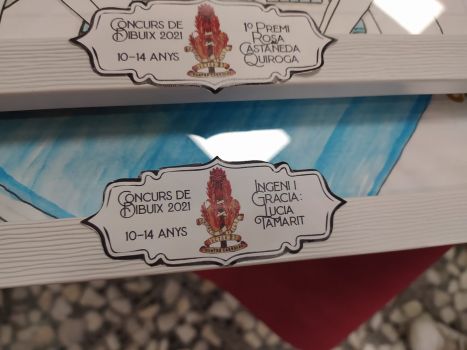 Concurs de
Dibuix 2021
10-14 anys
1º Premi
Rosa
Castañeda
Quiroga
Concurs de
Dibuix 2021
10-14 anys
Ingeni i
Gracia:
Lucia
Tamarit